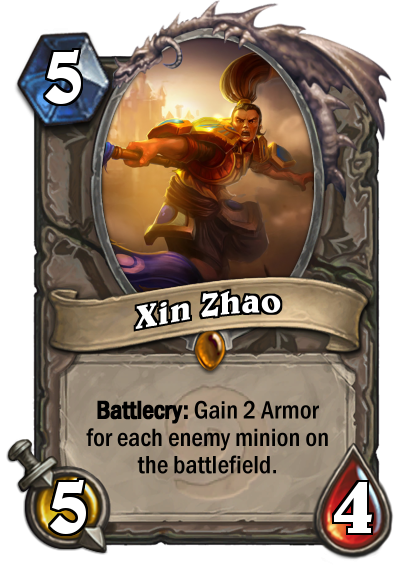 5
Xin Zhao
Battlecry: Gain 2 Armor
for each enemy minion on
the battlefield.
5
4